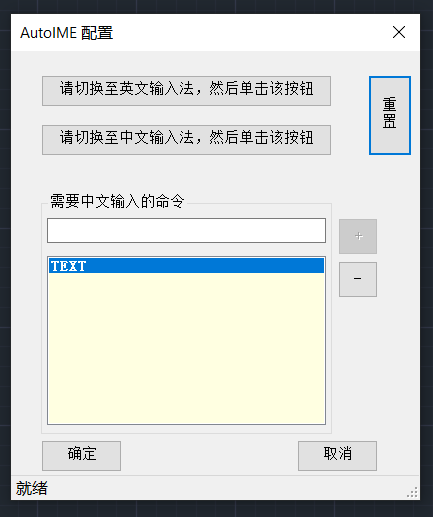 AutoIME 配置
请切换至英文输入法，然后单击该按钮
请切换至中文输入法，然后单击该按钮
重置
需要中文输入的命令
+
TEXT
-
确定
取消
就绪